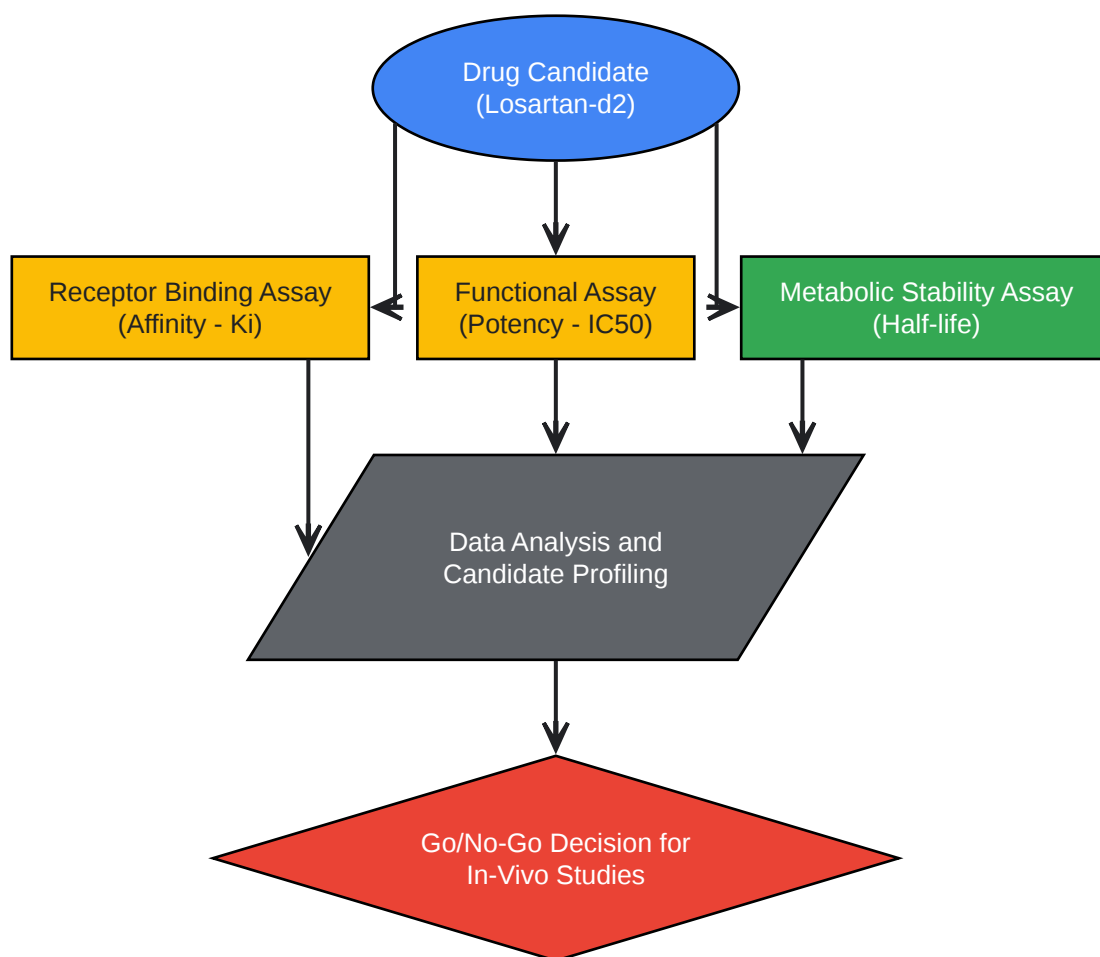 Drug Candidate
(Losartan-d2)
Receptor Binding Assay
(Affinity - Ki)
Functional Assay
(Potency - IC50)
Metabolic Stability Assay
(Half-life)
Data Analysis and
Candidate Profiling
Go/No-Go Decision for
In-Vivo Studies